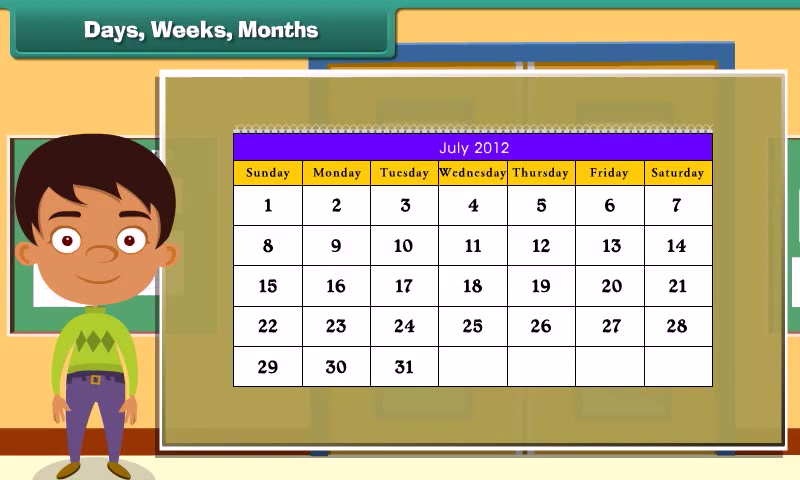 Days, Weeks, Months
July 2012
Sunday Monday Tuesday Wednesday Thursday Friday Saturday
1 2 3 4 5 6 7
8 9 10 11 12 13 14
15 16 17 18 19 20 21
22 23 24 25 26 27 28
29 30 31